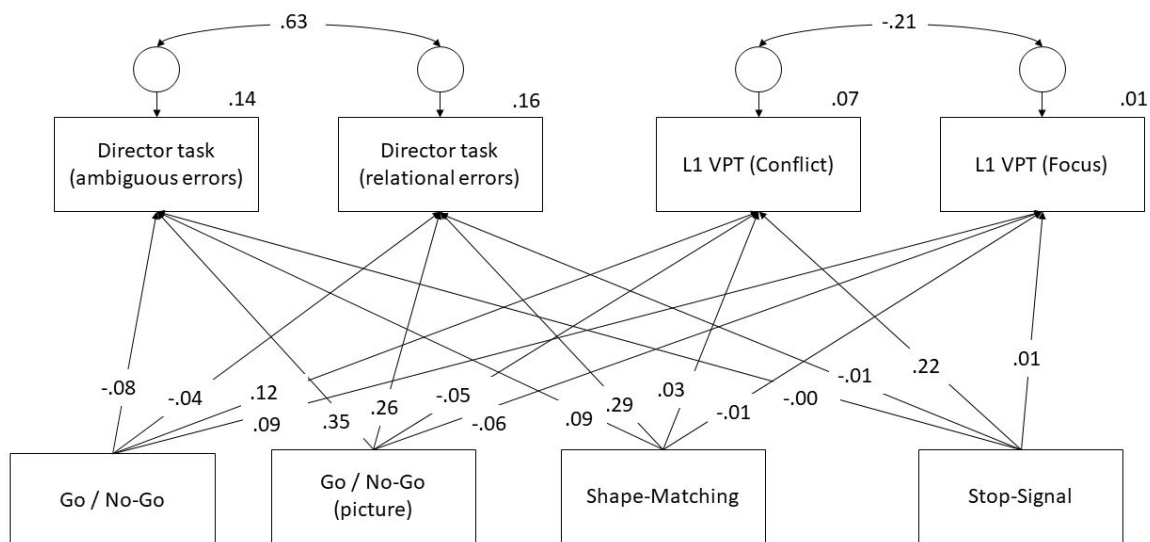 .63
-.21
.14
.16
.07
.01
Director task
(ambiguous errors)
Director task
(relational errors)
L1 VPT (Conflict)
L1 VPT (Focus)
-.08
-.04
.12
.09
.35
.26
-.05
-.06
.09
.29
.03
-.01
-.00
-.01
.22
.01
Go / No-Go
Go / No-Go
(picture)
Shape-Matching
Stop-Signal